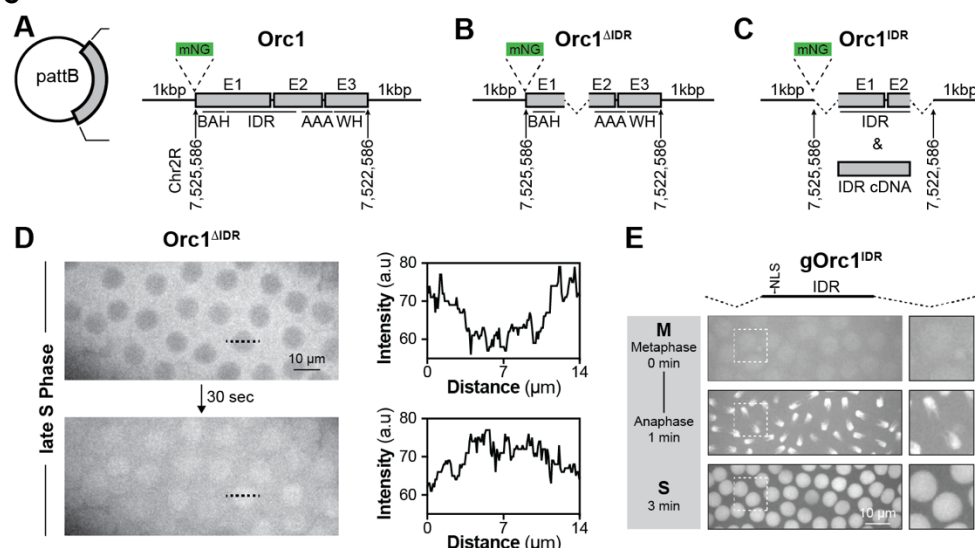 A
pattB
mNG
Orc1
1kbp
E1
E2
E3
1kbp
BAH
IDR
AAA WH
Chr2R
7,525,586
7,522,586
B
mNG
Orc1ΔIDR
1kbp
E1
E2
E3
1kbp
BAH
AAA WH
7,525,586
7,522,586
C
mNG
Orc1IDR
1kbp
E1
E2
1kbp
IDR
&
IDR cDNA
7,525,586
7,522,586
D
Orc1ΔIDR
late S Phase
10 µm
30 sec
Intensity (a.u)
80
70
60
0
7
14
Distance (µm)
Intensity (a.u)
80
70
60
0
7
14
Distance (µm)
E
gOrc1IDR
-NLS
IDR
M
Metaphase
0 min
Anaphase
1 min
S
3 min
10 µm